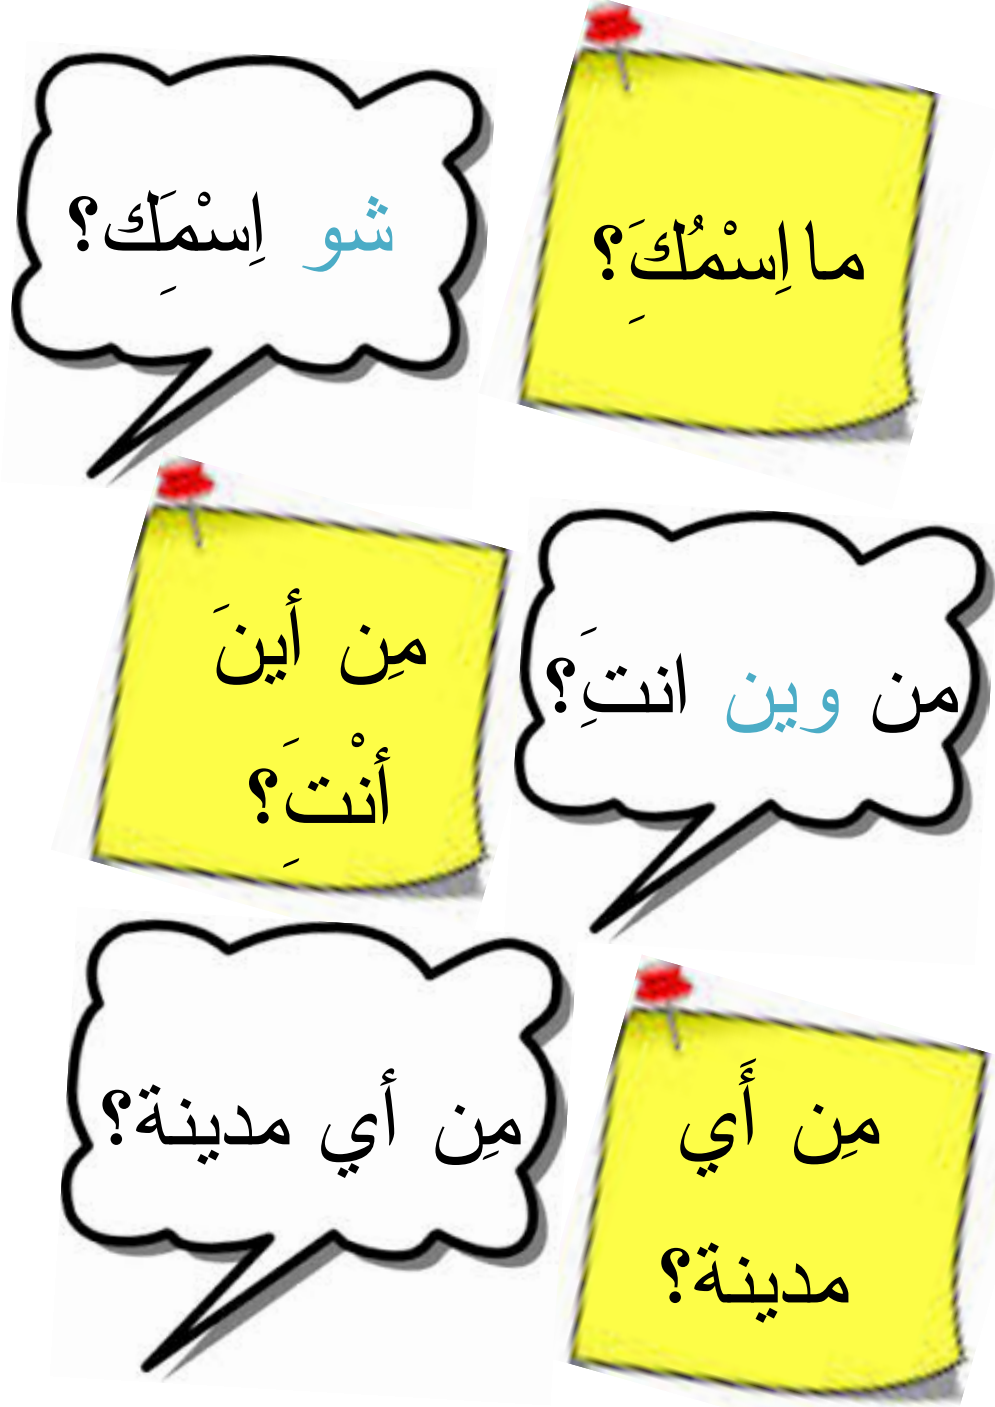 ما اِسْمُكَِ؟
شو اِسْمَكِ؟
مِن أينَ
أنْتَِ؟
من وين انتَِ؟
مِن أي مدينة؟
مِن أَي
مدينة؟